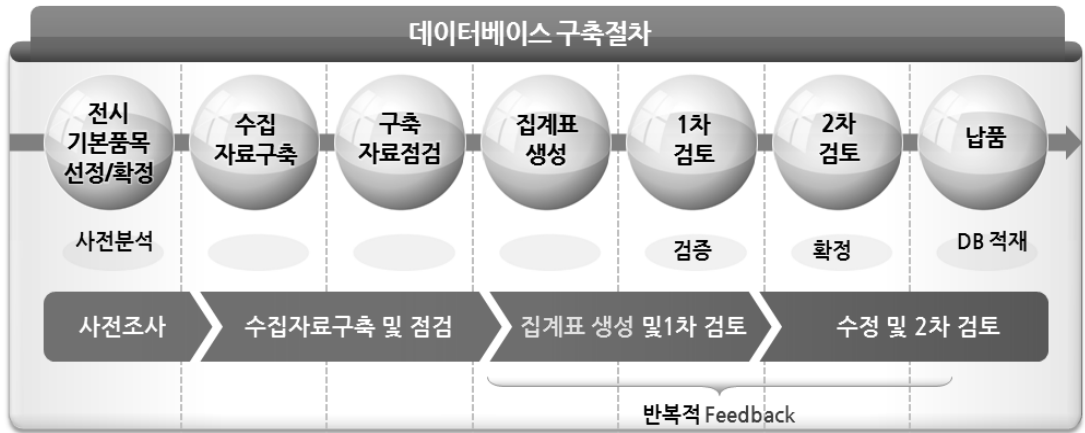 데이터베이스 구축절차
전시
기본품목
선정/확정
수집
자료구축
구축
자료점검
집계표
생성
1차
검토
2차
검토
납품
사전분석
검증
확정
DB 적재
사전조사
수집자료구축 및 점검
집계표 생성 및1차 검토
수정 및 2차 검토
반복적 Feedback